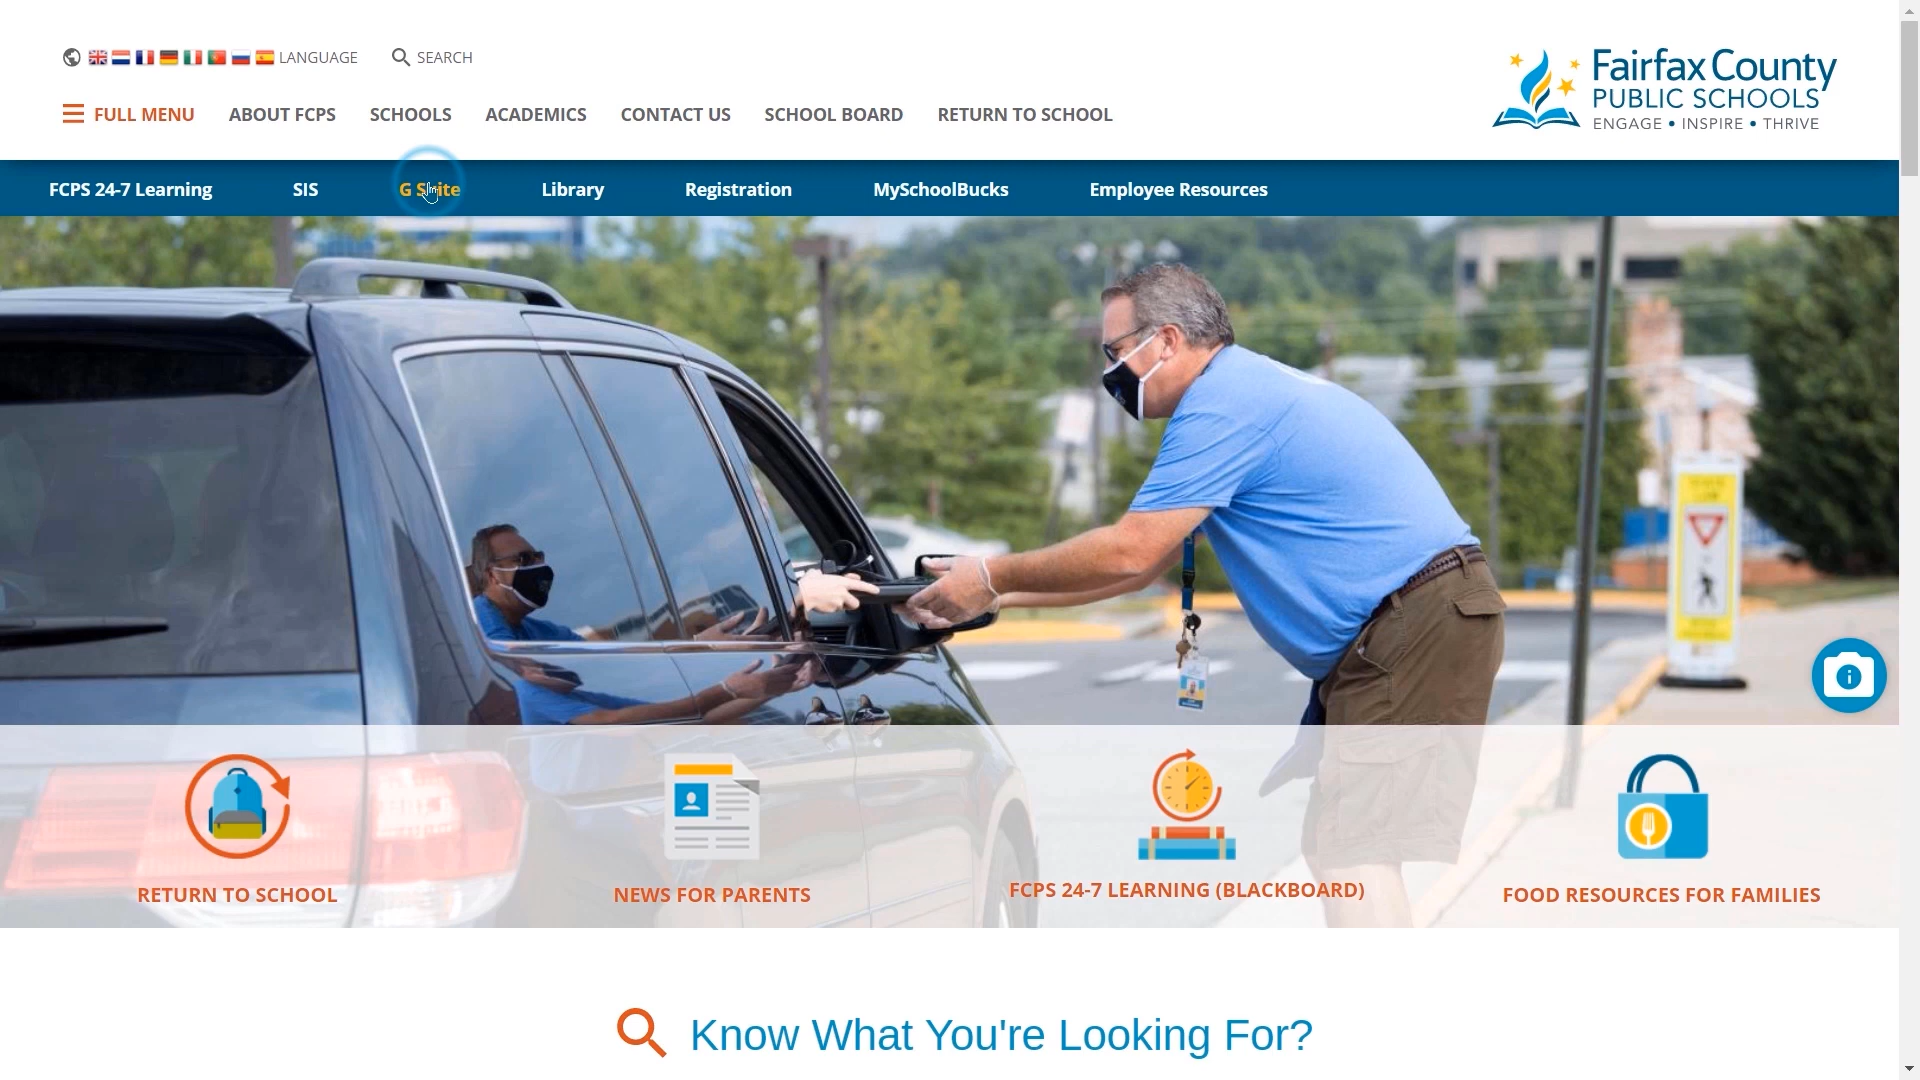 LANGUAGE SEARCH
Fairfax County
PUBLIC SCHOOLS
ENGAGE • INSPIRE • THRIVE
FULL MENU ABOUT FCPS SCHOOLS ACADEMICS CONTACT US SCHOOL BOARD RETURN TO SCHOOL
FCPS 24-7 Learning SIS G Suite Library Registration MySchoolBucks Employee Resources
RETURN TO SCHOOL NEWS FOR PARENTS FCPS 24-7 LEARNING (BLACKBOARD) FOOD RESOURCES FOR FAMILIES
Know What You're Looking For?